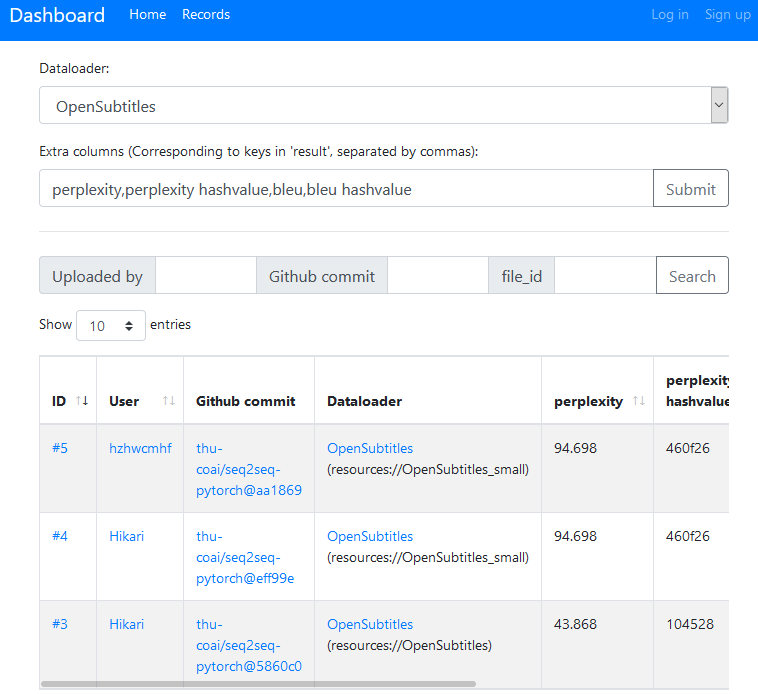 Dashboard Home Records Log in Sign up
Dataloader:
OpenSubtitles
Extra columns (Corresponding to keys in 'result', separated by commas):
perplexity,perplexity hashvalue,bleu,bleu hashvalue Submit
Uploaded by Github commit file_id Search
Show 10 entries
perplexity
ID User Github commit Dataloader perplexity hashvalue
#5 hzhwcmhf thu- OpenSubtitles 94.698 460f26
coai/seq2seq- (resources://OpenSubtitles_small)
pytorch@aa1869
#4 Hikari thu- OpenSubtitles 94.698 460f26
coai/seq2seq- (resources://OpenSubtitles_small)
pytorch@eff99e
#3 Hikari thu- OpenSubtitles 43.868 104528
coai/seq2seq- (resources://OpenSubtitles)
pytorch@5860c0